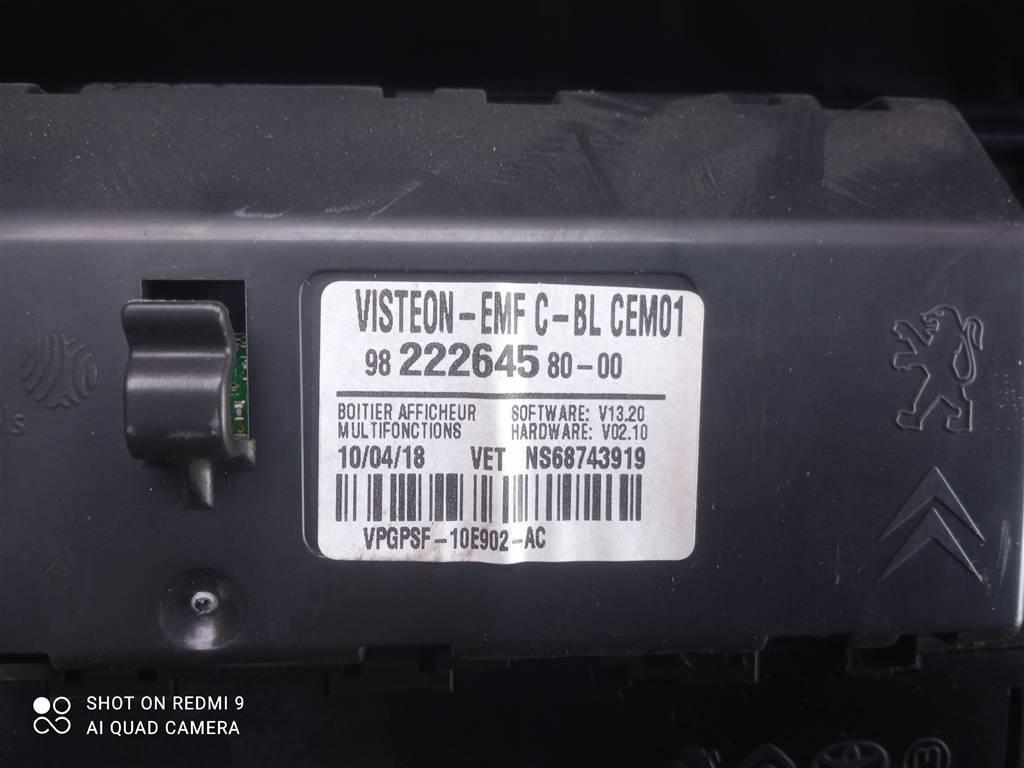 VISTEON-EMF C-BL CEM01
98 222645 80-00
BOITIER AFFICHEUR SOFTWARE: V13.20
MULTIFONCTIONS HARDWARE: V02.10
10/04/18 VET NS68743919
VPGPSF-10E902-AC
ls
SHOT ON REDMI 9
AI QUAD CAMERA